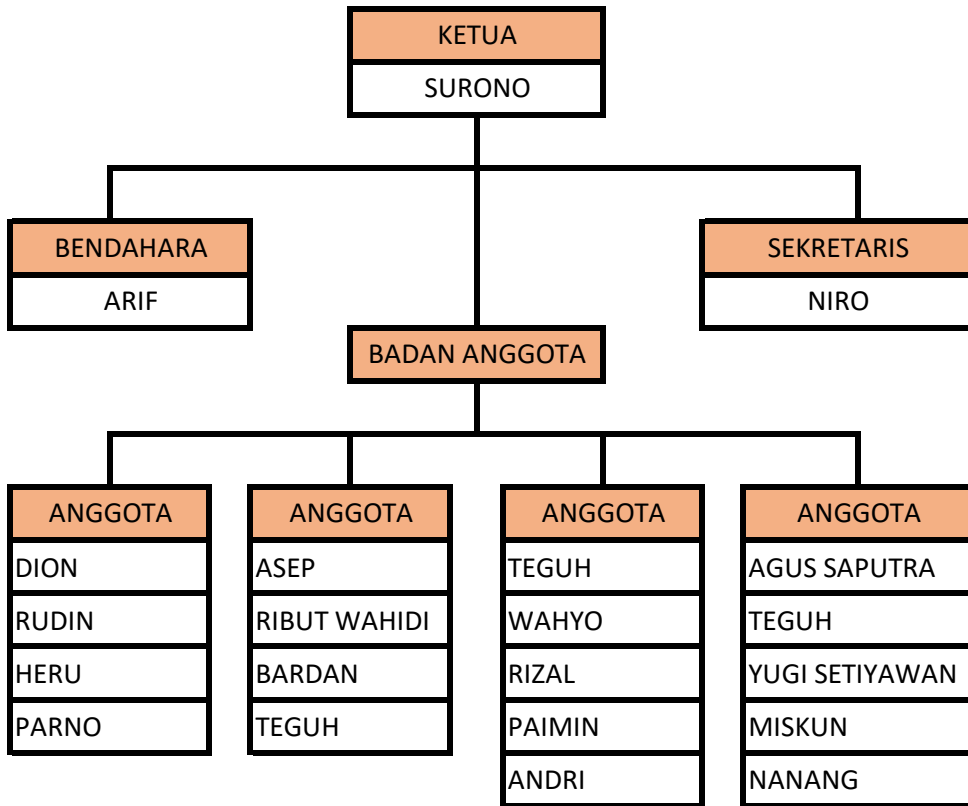 KETUA
SURONO
BENDAHARA
ARIF
SEKRETARIS
NIRO
BADAN ANGGOTA
ANGGOTA
DION
RUDIN
HERU
PARNO
ANGGOTA
ASEP
RIBUT WAHIDI
BARDAN
TEGUH
ANGGOTA
TEGUH
WAHYO
RIZAL
PAIMIN
ANDRI
ANGGOTA
AGUS SAPUTRA
TEGUH
YUGI SETIYAWAN
MISKUN
NANANG